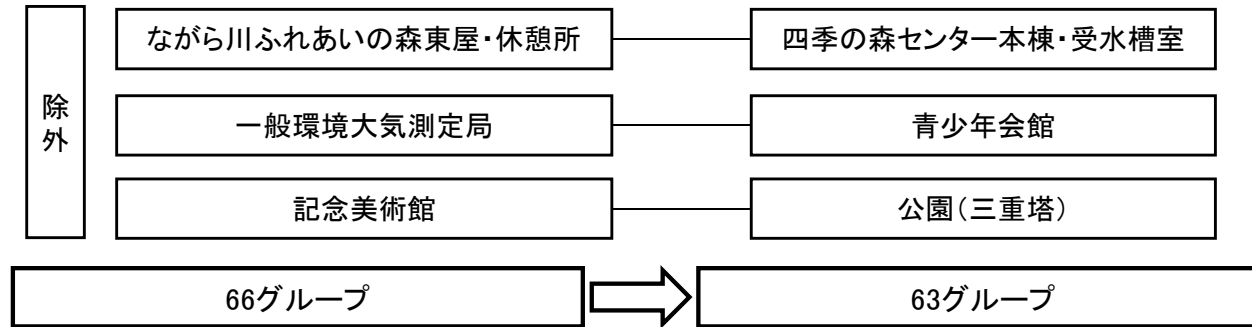 除外
ながら川ふれあいの森東屋・休憩所
四季の森センター本棟・受水槽室
一般環境大気測定局
青少年会館
記念美術館
公園（三重塔）
66グループ
63グループ